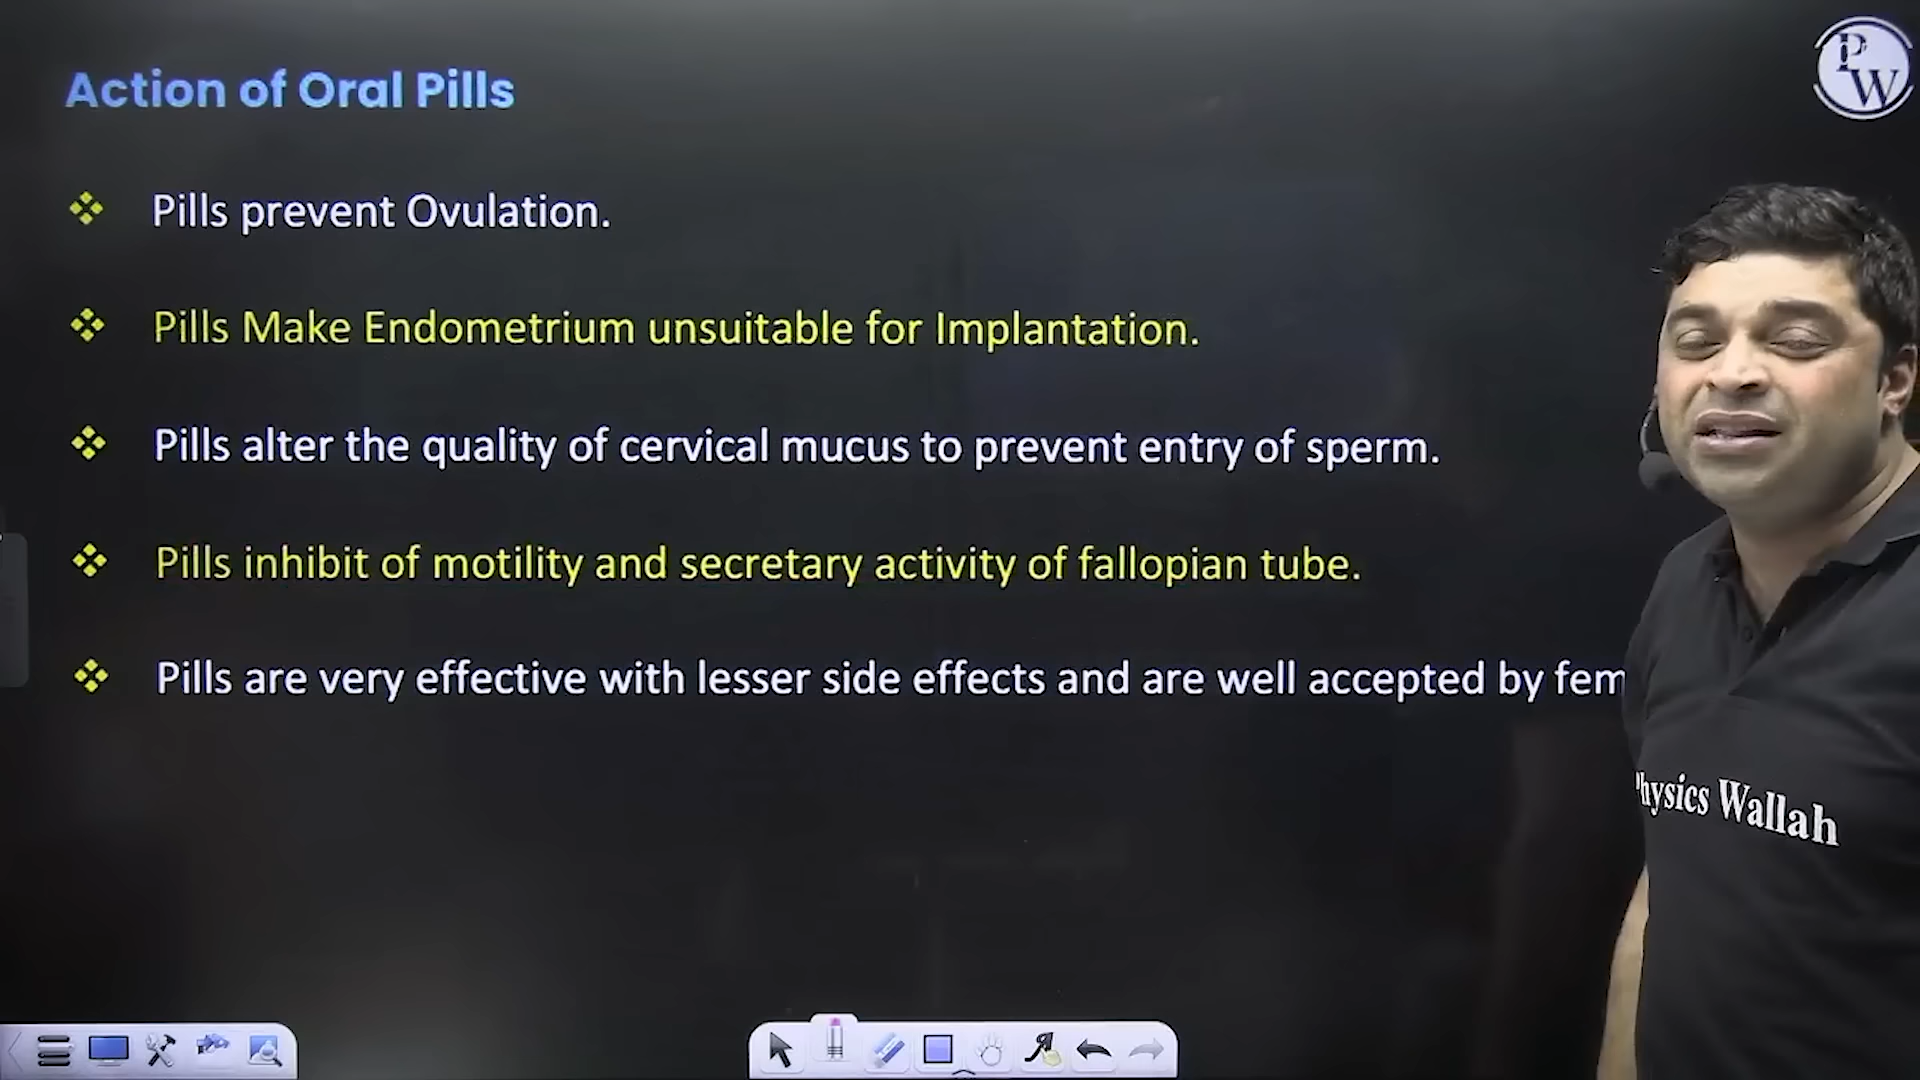 Action of Oral Pills
P
W
Pills prevent Ovulation.
Pills Make Endometrium unsuitable for Implantation.
Pills alter the quality of cervical mucus to prevent entry of sperm.
Pills inhibit of motility and secretary activity of fallopian tube.
Pills are very effective with lesser side effects and are well accepted by fem
Physics Wallah